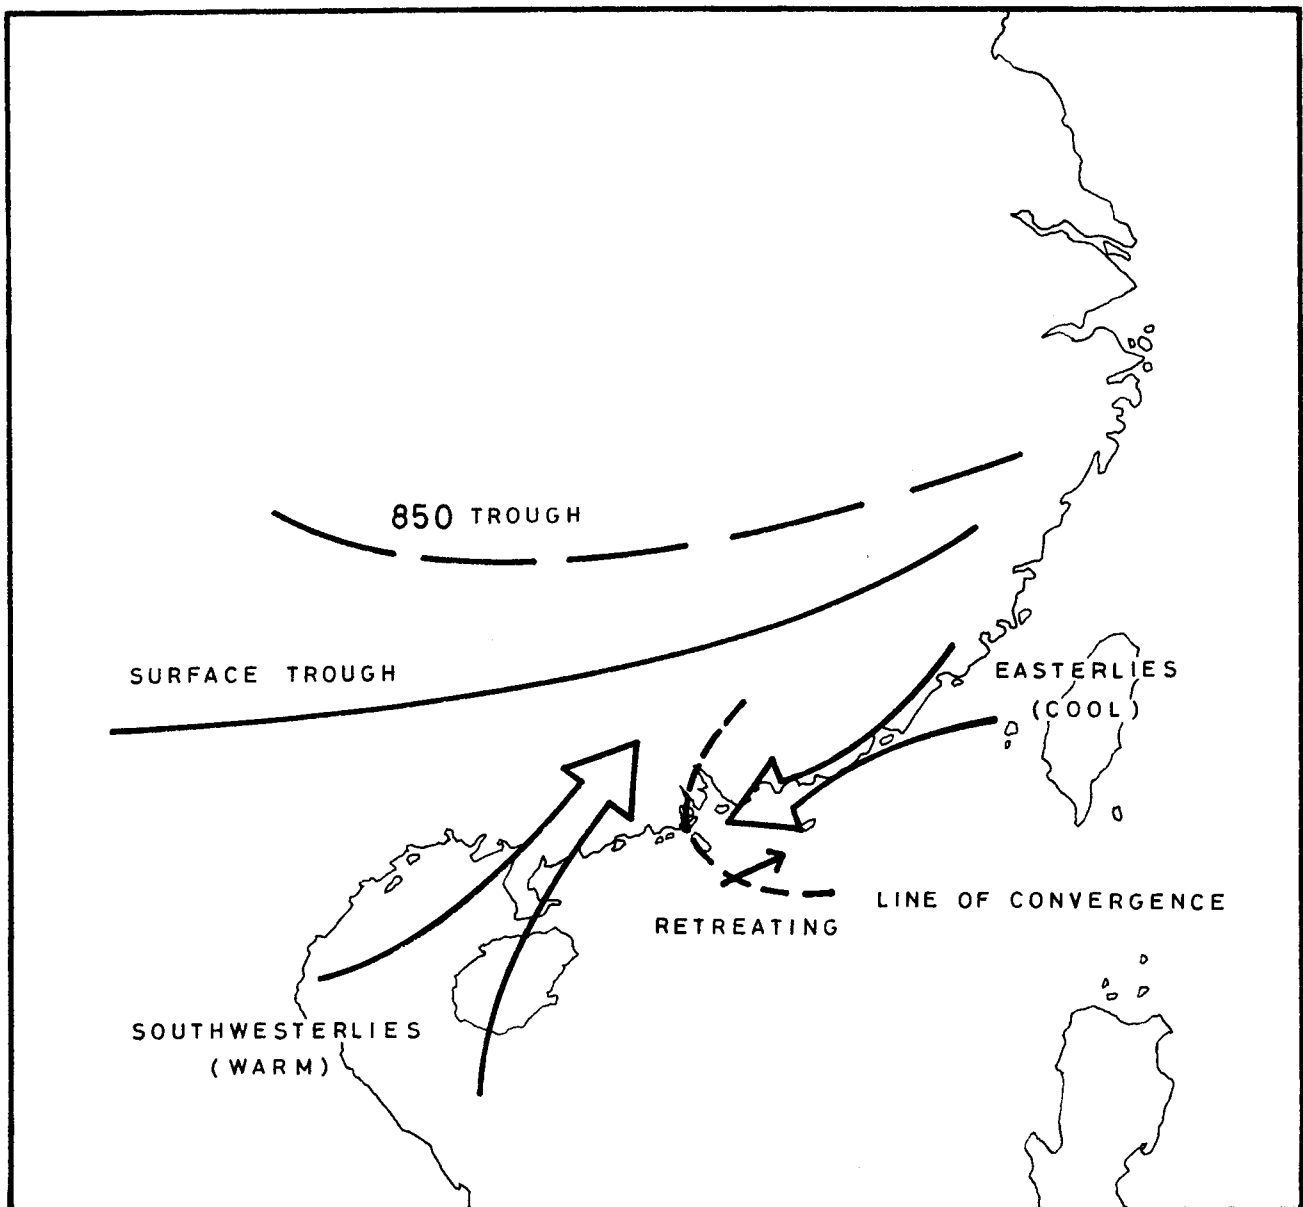 850 TROUGH
SURFACE TROUGH
EASTERLIES
(COOL)
LINE OF CONVERGENCE
RETREATING
SOUTHWESTERLIES
(WARM)